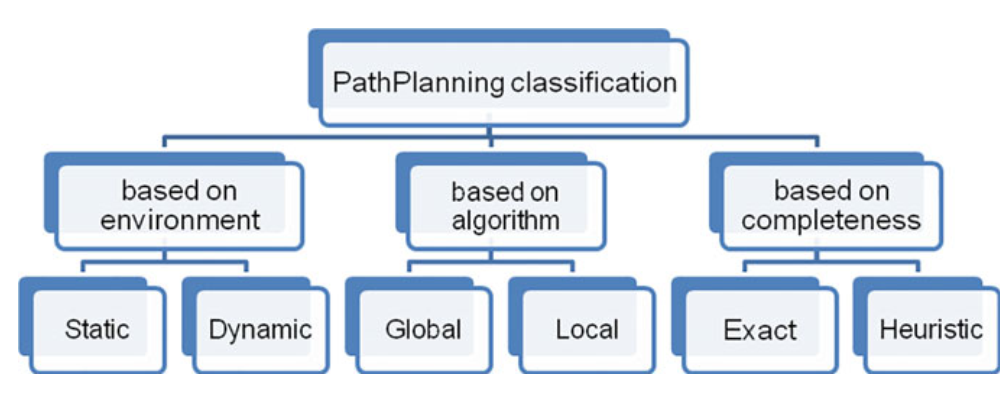 PathPlanning classification
based on
environment
based on
algorithm
based on
completeness
Static
Dynamic
Global
Local
Exact
Heuristic